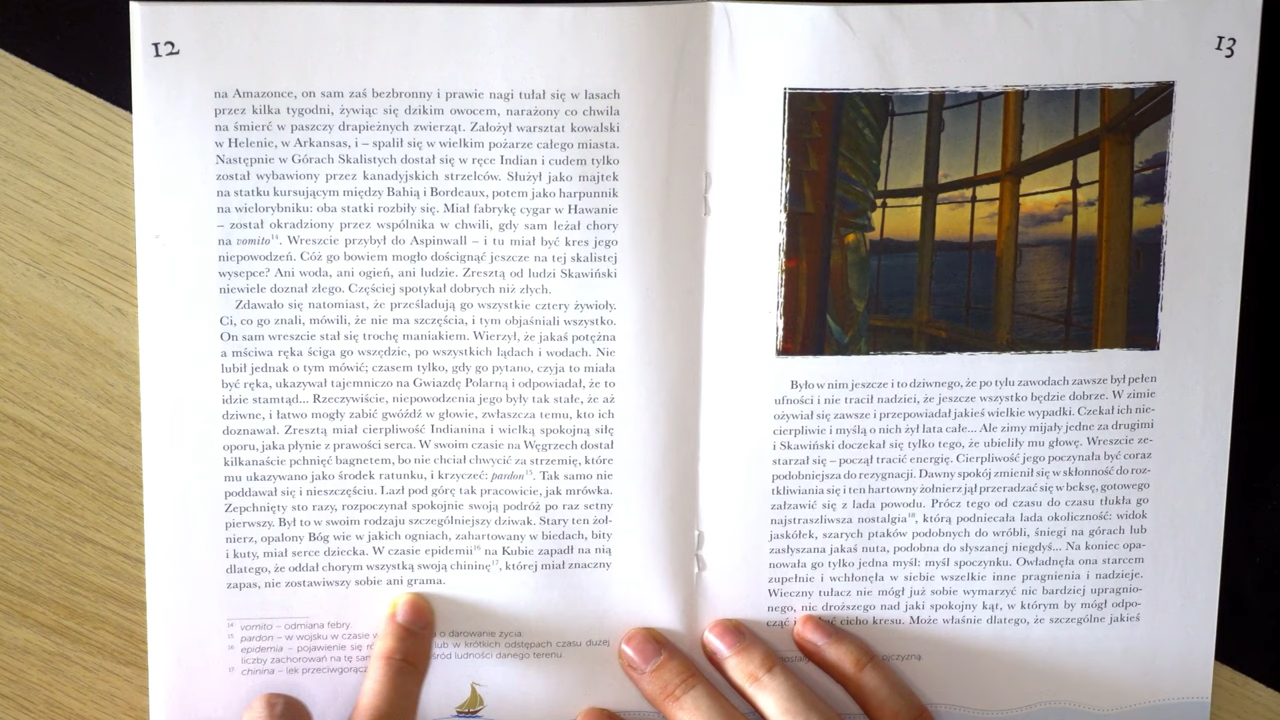 12
na Amazonce, on sam zaś bezbronny i prawie nagi tułał się w lasach
przez kilka tygodni, żywiąc się dzikim owocem, narażony co chwila
na śmierć w paszczy drapieżnych zwierząt. Założył warsztat kowalski
w Helenie, w Arkansas, i – spalił się w wielkim pożarze całego miasta.
Następnie w Górach Skalistych dostał się w ręce Indian i cudem tylko
został wybawiony przez kanadyjskich strzelców. Służył jako majtek
na statku kursującym między Bahią i Bordeaux, potem jako harpunnik
na wielorybniku: oba statki rozbiły się. Miał fabrykę cygar w Hawanie
– został okradziony przez wspólnika w chwili, gdy sam leżał chory
na vomito¹⁴. Wreszcie przybył do Aspinwall – i tu miał być kres jego
niepowodzeń. Cóż go bowiem mogło doścignąć jeszcze na tej skalistej
wysepce? Ani woda, ani ogień, ani ludzie. Zresztą od ludzi Skawiński
niewiele doznał złego. Częściej spotykał dobrych niż złych.
Zdawało się natomiast, że prześladują go wszystkie cztery żywioły.
Ci, co go znali, mówili, że nie ma szczęścia, i tym objaśniali wszystko.
On sam wreszcie stał się trochę maniakiem. Wierzył, że jakaś potężna
a mściwa ręka ściga go wszędzie, po wszystkich lądach i wodach. Nie
lubił jednak o tym mówić; czasem tylko, gdy go pytano, czyja to miała
być ręka, ukazywał tajemniczo na Gwiazdę Polarną i odpowiadał, że to
idzie stamtąd... Rzeczywiście, niepowodzenia jego były tak stałe, że aż
dziwne, i łatwo mogły zabić gwóźdź w głowie, zwłaszcza temu, kto ich
doznawał. Zresztą miał cierpliwość Indianina i wielką spokojną siłę
oporu, jaka płynie z prawości serca. W swoim czasie na Węgrzech dostał
kilkanaście pchnięć bagnetem, bo nie chciał chwycić za strzemię, które
mu ukazywano jako środek ratunku, i krzyczeć: pardon¹⁵. Tak samo nie
poddawał się i nieszczęściu. Lazł pod górę tak pracowicie, jak mrówka.
Zepchnięty sto razy, rozpoczynał spokojnie swoją podróż po raz setny
pierwszy. Był to w swoim rodzaju szczególniejszy dziwak. Stary ten żoł-
nierz, opalony Bóg wie w jakich ogniach, zahartowany w biedach, bity
i kuty, miał serce dziecka. W czasie epidemii¹⁶ na Kubie zapadł na nią
dlatego, że oddał chorym wszystką swoją chininę¹⁷, której miał znaczny
zapas, nie zostawiwszy sobie ani grama.
¹⁴ vomito – odmiana febry.
¹⁵ pardon – w wojsku w czasie o darowanie życia.
¹⁶ epidemia – pojawienie się lub w krótkich odstępach czasu dużej
liczby zachorowań na tę ludności danego terenu.
¹⁷ chinina – lek
13
Było w nim jeszcze i to dziwnego, że po tylu zawodach zawsze był pełen
ufności i nie tracił nadziei, że jeszcze wszystko będzie dobrze. W zimie
ożywiał się zawsze i przepowiadał jakieś wielkie wypadki. Czekał ich nie-
cierpliwie i myślą o nich żył lata całe... Ale zimy mijały jedne za drugimi
i Skawiński doczekał się tylko tego, że ubieliły mu głowę. Wreszcie ze-
starzał się – począł tracić energię. Cierpliwość jego poczynała być coraz
podobniejsza do rezygnacji. Dawny spokój zmienił się w skłonność do roz-
tkliwiania się i ten hartowny żołnierz jął przeradzać się w beksę, gotowego
załzawić się z lada powodu. Prócz tego od czasu do czasu tłukła go
najstraszliwsza nostalgia¹⁸, którą podniecała lada okoliczność: widok
jaskółek, szarych ptaków podobnych do wróbli, śniegi na górach lub
zasłyszana jakaś nuta, podobna do słyszanej niegdyś... Na koniec opa-
nowała go tylko jedna myśl: myśl spoczynku. Owładnęła ona starcem
zupełnie i wchłonęła w siebie wszelkie inne pragnienia i nadzieje.
Wieczny tułacz nie mógł już sobie wymarzyć nic bardziej upragnio-
nego, nic droższego nad jaki spokojny kąt, w którym by mógł odpo-
cząć i cicho kresu. Może właśnie dlatego, że szczególne jakieś
ojczyzną.